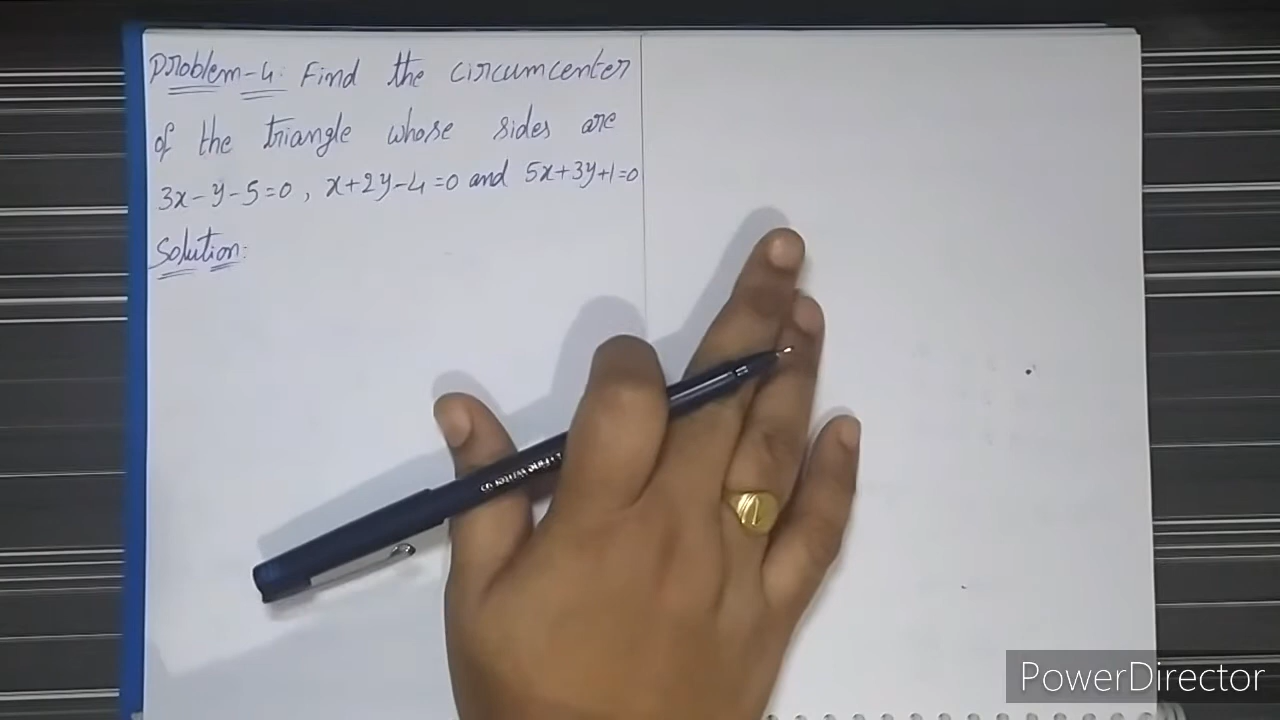 Problem-4: Find the circumcenter
of the triangle whose sides are
3x-y-5=0, x+2y-4=0 and 5x+3y+1=0
Solution:
PowerDirector